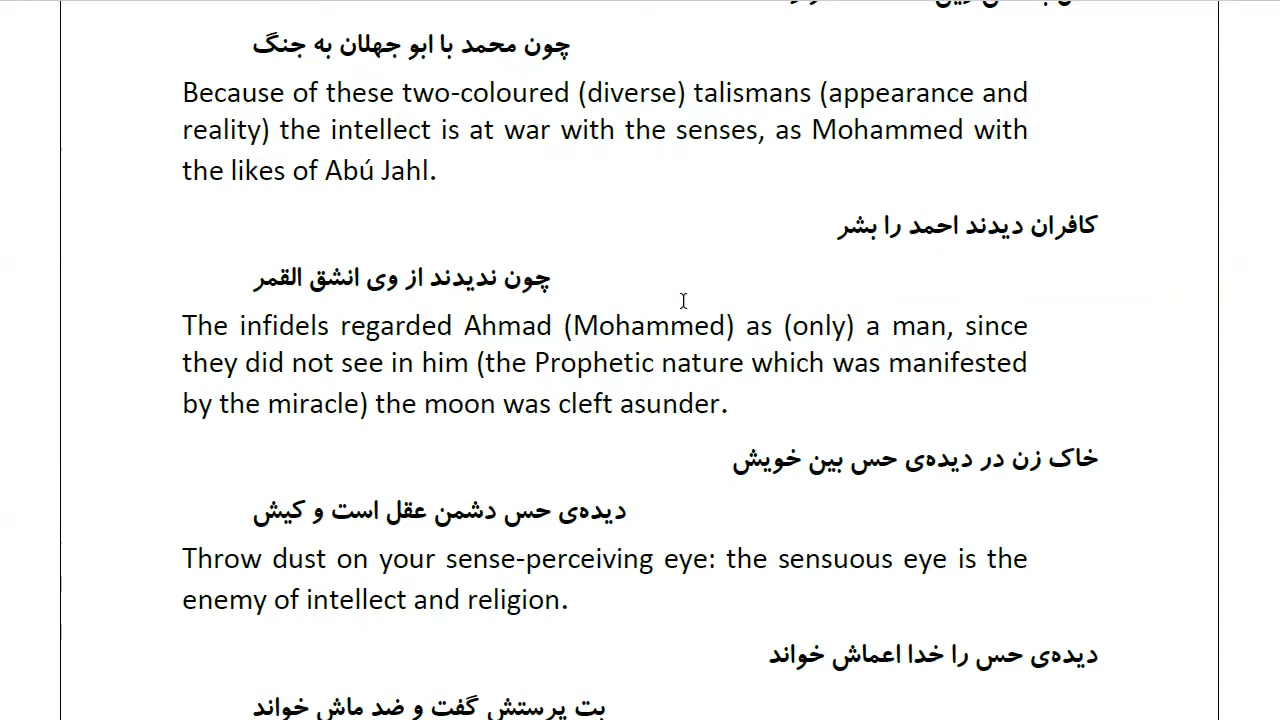 چون محمد با ابو جهلان به جنگ
Because of these two-coloured (diverse) talismans (appearance and
reality) the intellect is at war with the senses, as Mohammed with
the likes of Abú Jahl.
کافران دیدند احمد را بشر
چون ندیدند از وی انشق القمر
The infidels regarded Ahmad (Mohammed) as (only) a man, since
they did not see in him (the Prophetic nature which was manifested
by the miracle) the moon was cleft asunder.
خاک زن در دیده‌ی حس بین خویش
دیده‌ی حس دشمن عقل است و کیش
Throw dust on your sense-perceiving eye: the sensuous eye is the
enemy of intellect and religion.
دیده‌ی حس را خدا اعماش خواند
بت پرستش گفت و ضد ماش خواند